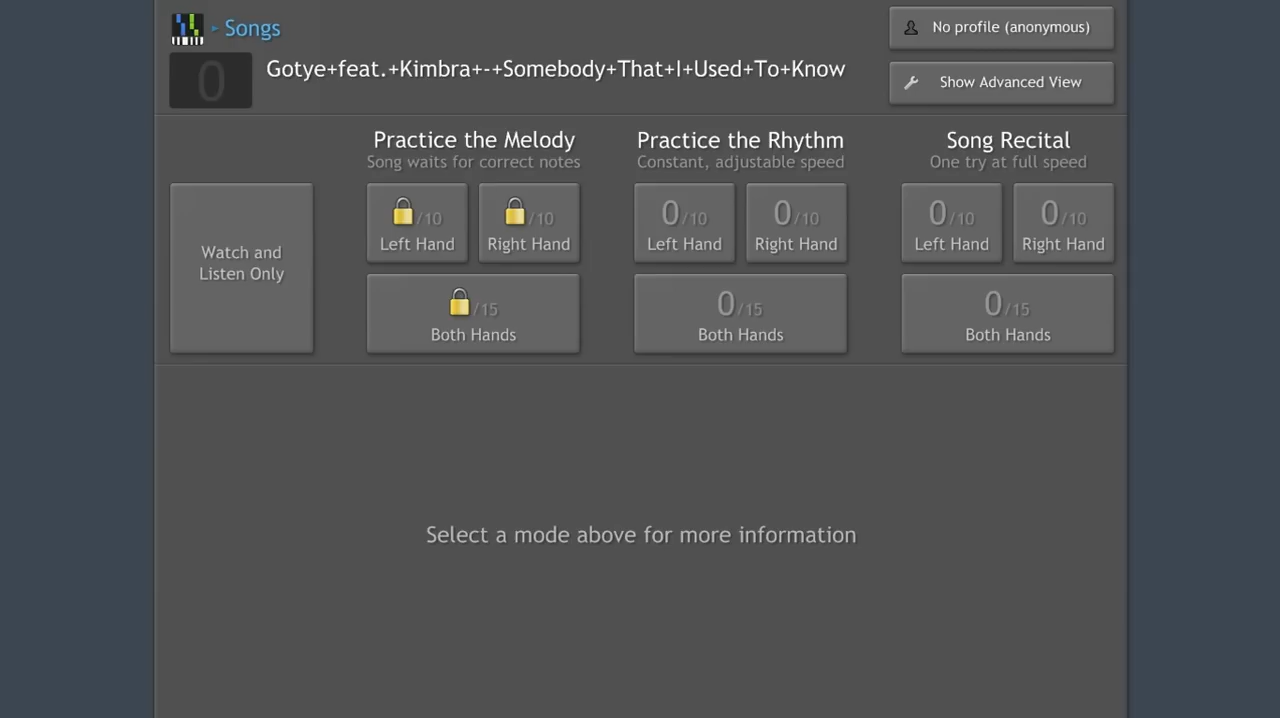 Songs
No profile (anonymous)
0
Gotye+feat.+Kimbra+-+Somebody+That+I+Used+To+Know
Show Advanced View
Practice the Melody
Song waits for correct notes
Practice the Rhythm
Constant, adjustable speed
Song Recital
One try at full speed
Watch and
Listen Only
/10
Left Hand
/10
Right Hand
/15
Both Hands
0/10
Left Hand
0/10
Right Hand
0/15
Both Hands
0/10
Left Hand
0/10
Right Hand
0/15
Both Hands
Select a mode above for more information